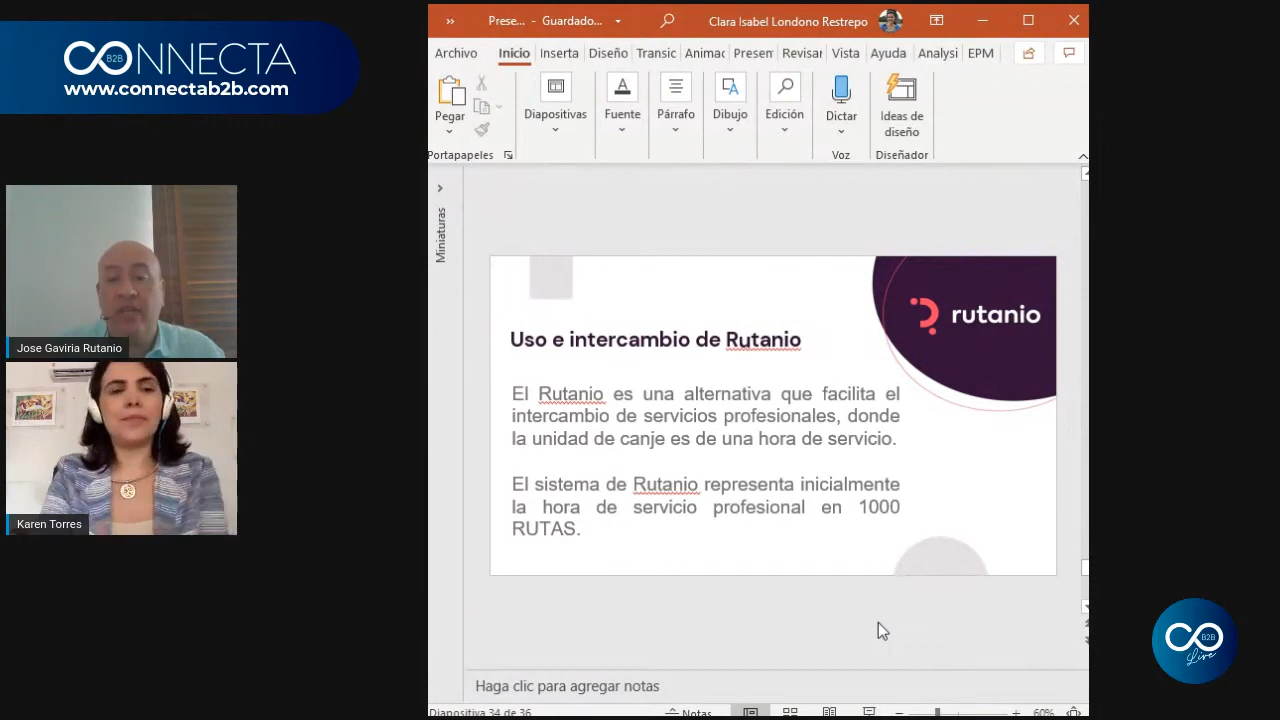 CONNECTA
B2B
www.connectab2b.com
Jose Gaviria Rutanio
Karen Torres
Prese... - Guardado...
Clara Isabel Londono Restrepo
Archivo Inicio Inserta Diseño Transic Animac Presen Revisar Vista Ayuda Analysi EPM
Pegar
Diapositivas
Fuente
Párrafo
Dibujo
Edición
Dictar
Ideas de
diseño
Portapapeles
Voz
Diseñador
Miniaturas
rutanio
Uso e intercambio de Rutanio
El Rutanio es una alternativa que facilita el
intercambio de servicios profesionales, donde
la unidad de canje es de una hora de servicio.
El sistema de Rutanio representa inicialmente
la hora de servicio profesional en 1000
RUTAS.
B2B
Live
Haga clic para agregar notas
Diapositiva 34 de 36
Notas
60%